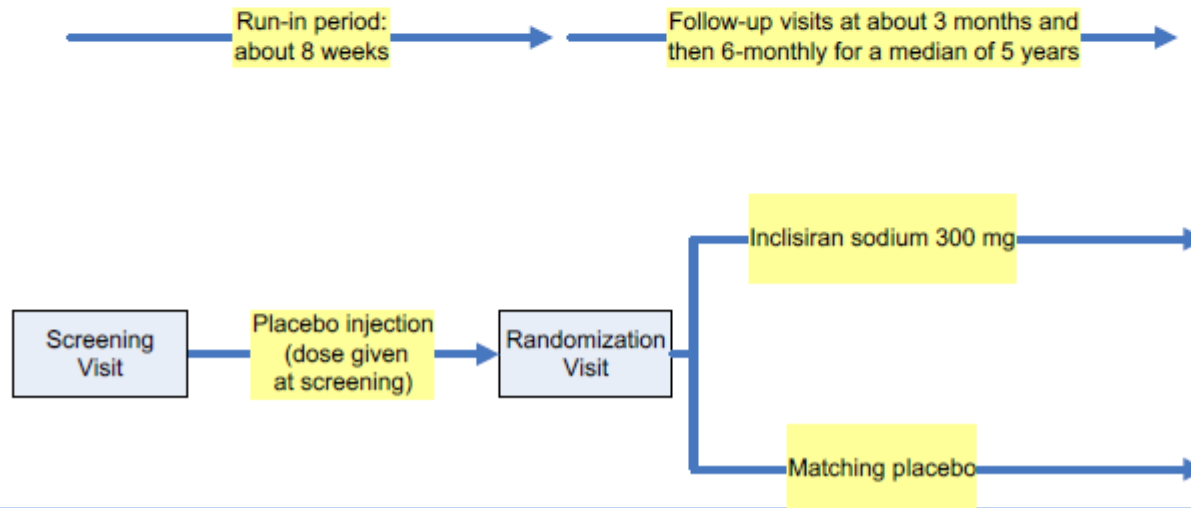 Run-in period:
about 8 weeks
Follow-up visits at about 3 months and
then 6-monthly for a median of 5 years
Inclisiran sodium 300 mg
Screening
Visit
Placebo injection
(dose given
at screening)
Randomization
Visit
Matching placebo